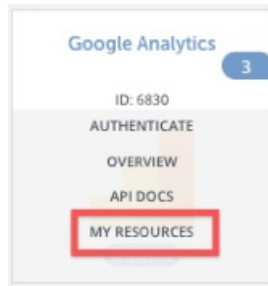 Google Analytics
3
ID: 6830
AUTHENTICATE
OVERVIEW
API DOCS
MY RESOURCES